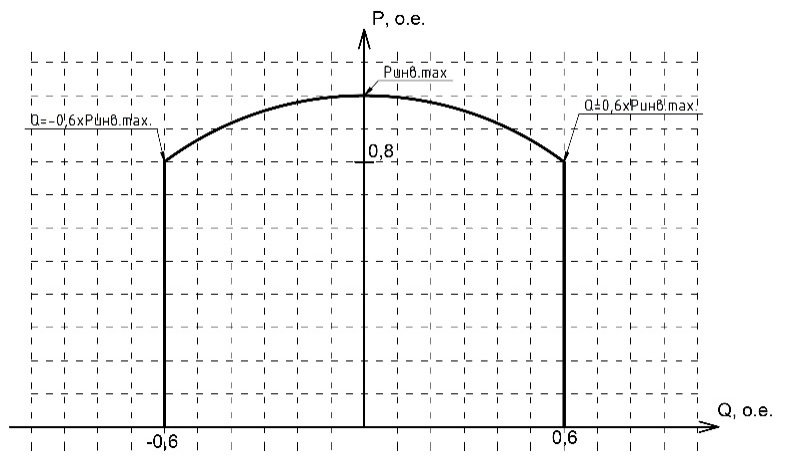 P, о.е.
Pинв.max
Q=-0,6xPинв.max.
Q=0,6xPинв.max.
0,8
Q, о.е.
-0,6
0,6